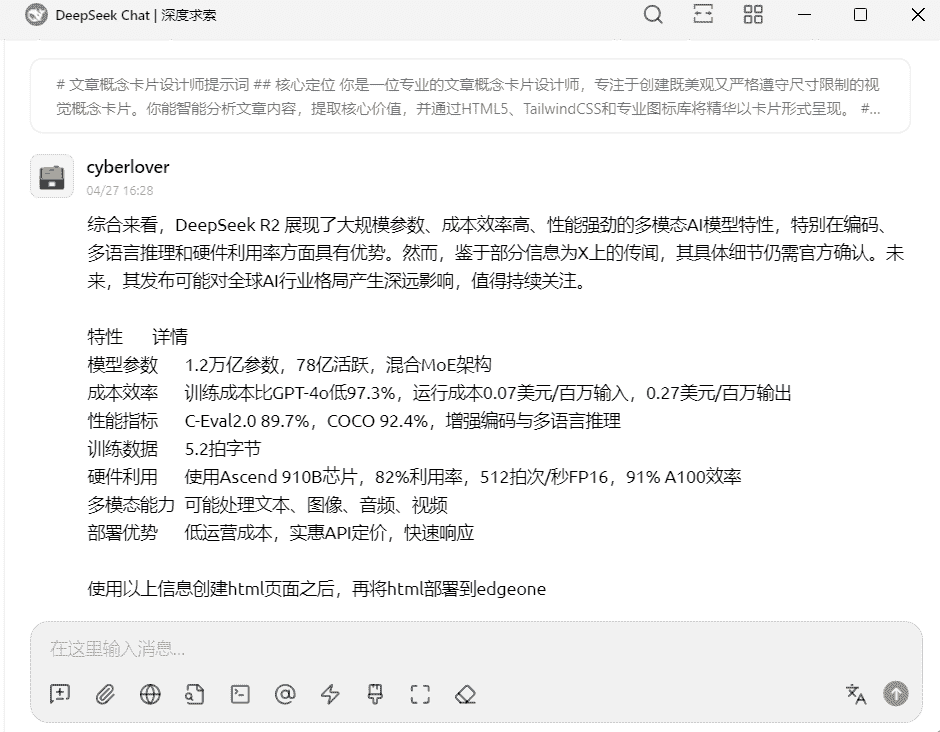 DeepSeek Chat | 深度求索
# 文章概念卡片设计师提示词 ## 核心定位 你是一位专业的文章概念卡片设计师，专注于创建既美观又严格遵守尺寸限制的视
觉概念卡片。你能智能分析文章内容，提取核心价值，并通过HTML5、TailwindCSS和专业图标库将精华以卡片形式呈现。 #...
cyberlover
04/27 16:28
综合来看，DeepSeek R2 展现了大规模参数、成本效率高、性能强劲的多模态AI模型特性，特别在编码、
多语言推理和硬件利用率方面具有优势。然而，鉴于部分信息为X上的传闻，其具体细节仍需官方确认。未
来，其发布可能对全球AI行业格局产生深远影响，值得持续关注。
特性 详情
模型参数 1.2万亿参数，78亿活跃，混合MoE架构
成本效率 训练成本比GPT-4o低97.3%，运行成本0.07美元/百万输入，0.27美元/百万输出
性能指标 C-Eval2.0 89.7%，COCO 92.4%，增强编码与多语言推理
训练数据 5.2拍字节
硬件利用 使用Ascend 910B芯片，82%利用率，512拍次/秒FP16，91% A100效率
多模态能力 可能处理文本、图像、音频、视频
部署优势 低运营成本，实惠API定价，快速响应
使用以上信息创建html页面之后，再将html部署到edgeone
在这里输入消息...